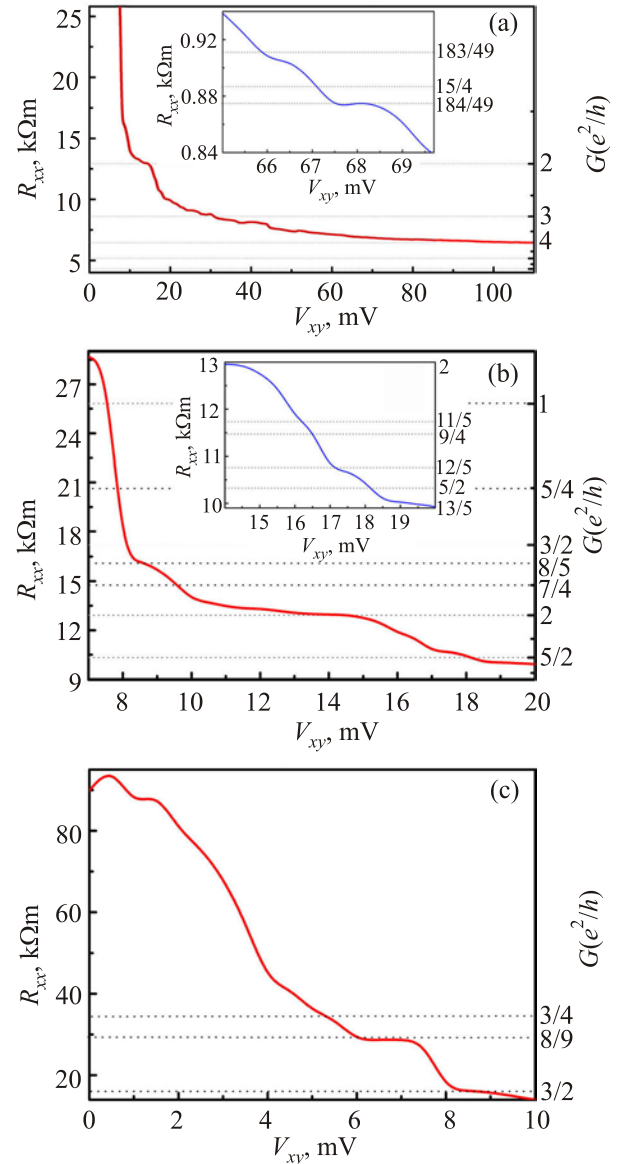 (a)
25
20
15
10
5
R_xx, kΩm
0 20 40 60 80 100
V_xy, mV
2
3
4
G(e²/h)
0.92
0.88
0.84
R_xx, kΩm
66 67 68 69
V_xy, mV
183/49
15/4
184/49
(b)
27
24
21
18
15
12
9
R_xx, kΩm
8 10 12 14 16 18 20
V_xy, mV
1
5/4
3/2
8/5
7/4
2
5/2
G(e²/h)
13
12
11
10
R_xx, kΩm
15 16 17 18 19
V_xy, mV
2
11/5
9/4
12/5
5/2
13/5
(c)
80
60
40
20
R_xx, kΩm
0 2 4 6 8 10
V_xy, mV
3/4
8/9
3/2
G(e²/h)